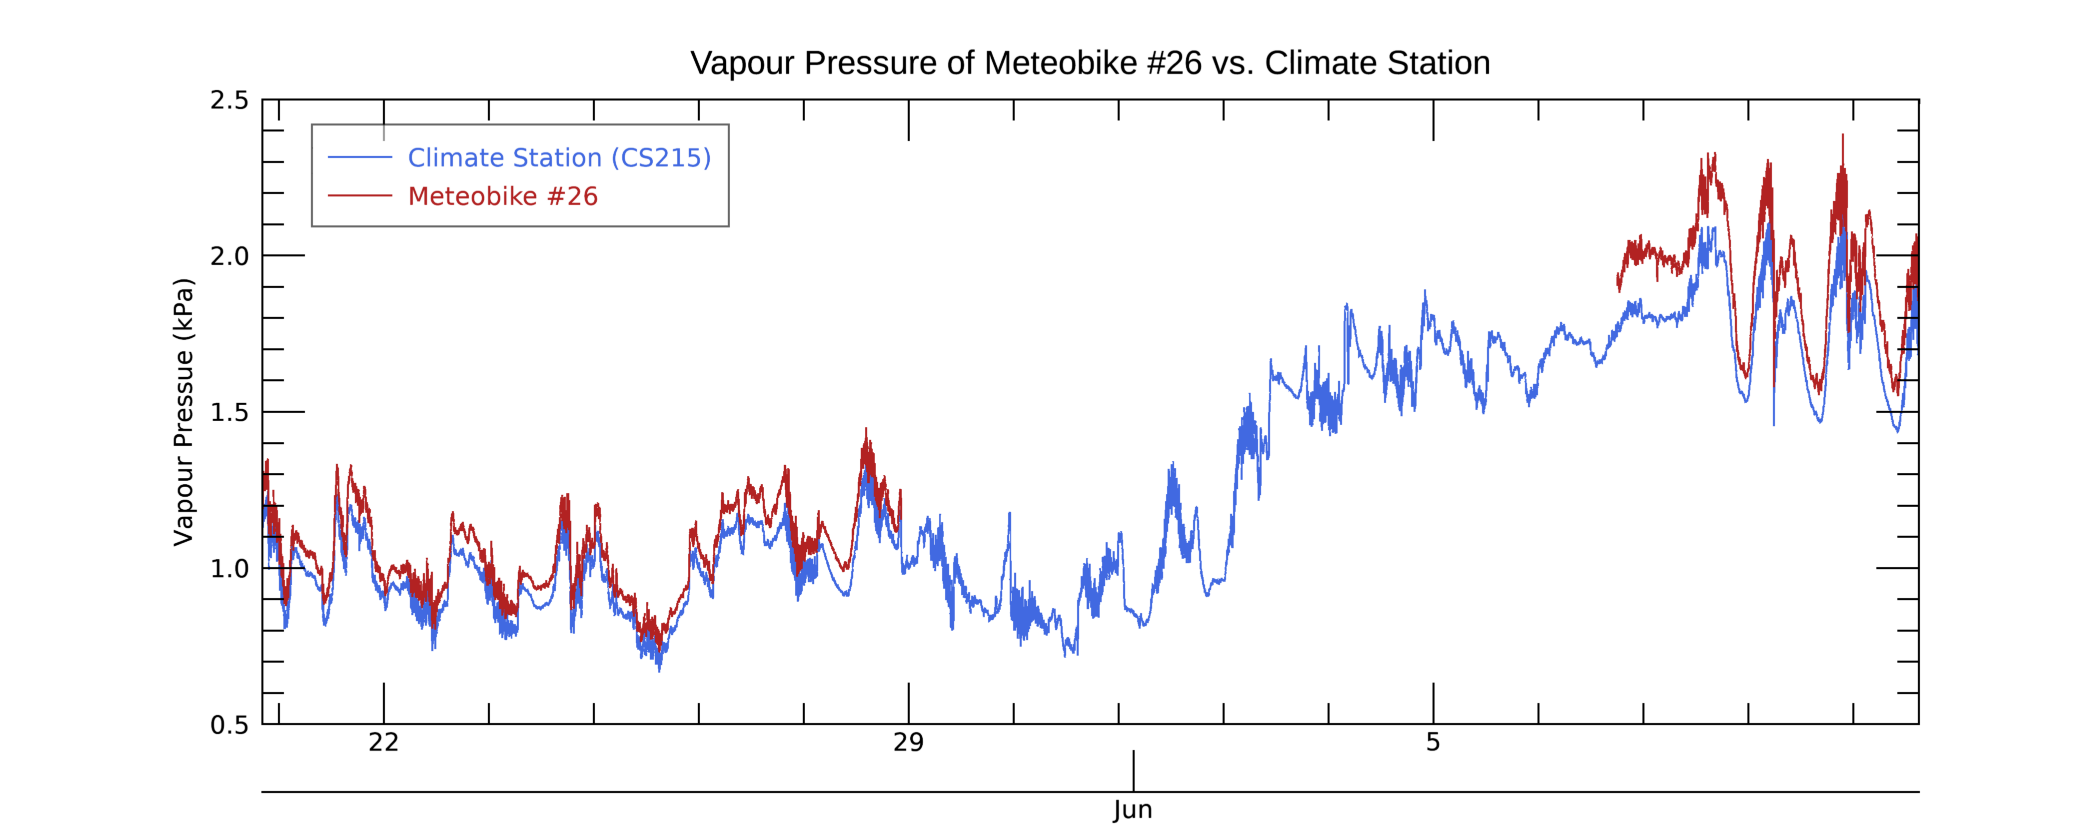 Vapour Pressure of Meteobike #26 vs. Climate Station
2.5
Climate Station (CS215)
Meteobike #26
2.0
Vapour Pressue (kPa)
1.5
1.0
0.5
22 29 5
Jun